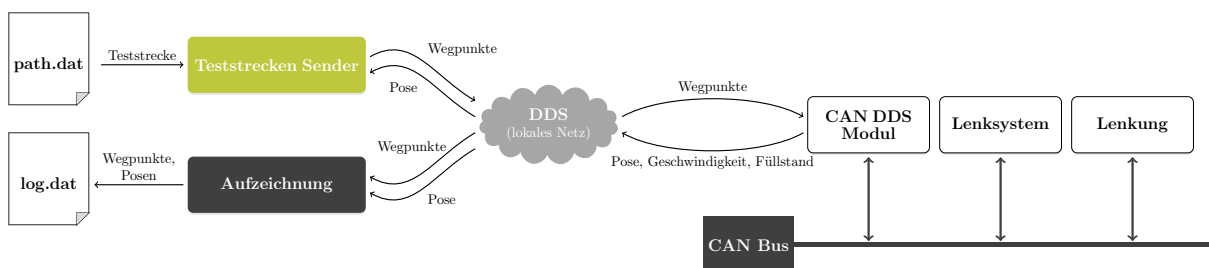 path.dat
Teststrecke
Teststrecken Sender
Wegpunkte
Pose
DDS
(lokales Netz)
Wegpunkte
Pose, Geschwindigkeit, Füllstand
CAN DDS
Modul
Lenksystem
Lenkung
log.dat
Wegpunkte,
Posen
Aufzeichnung
Wegpunkte
Pose
CAN Bus